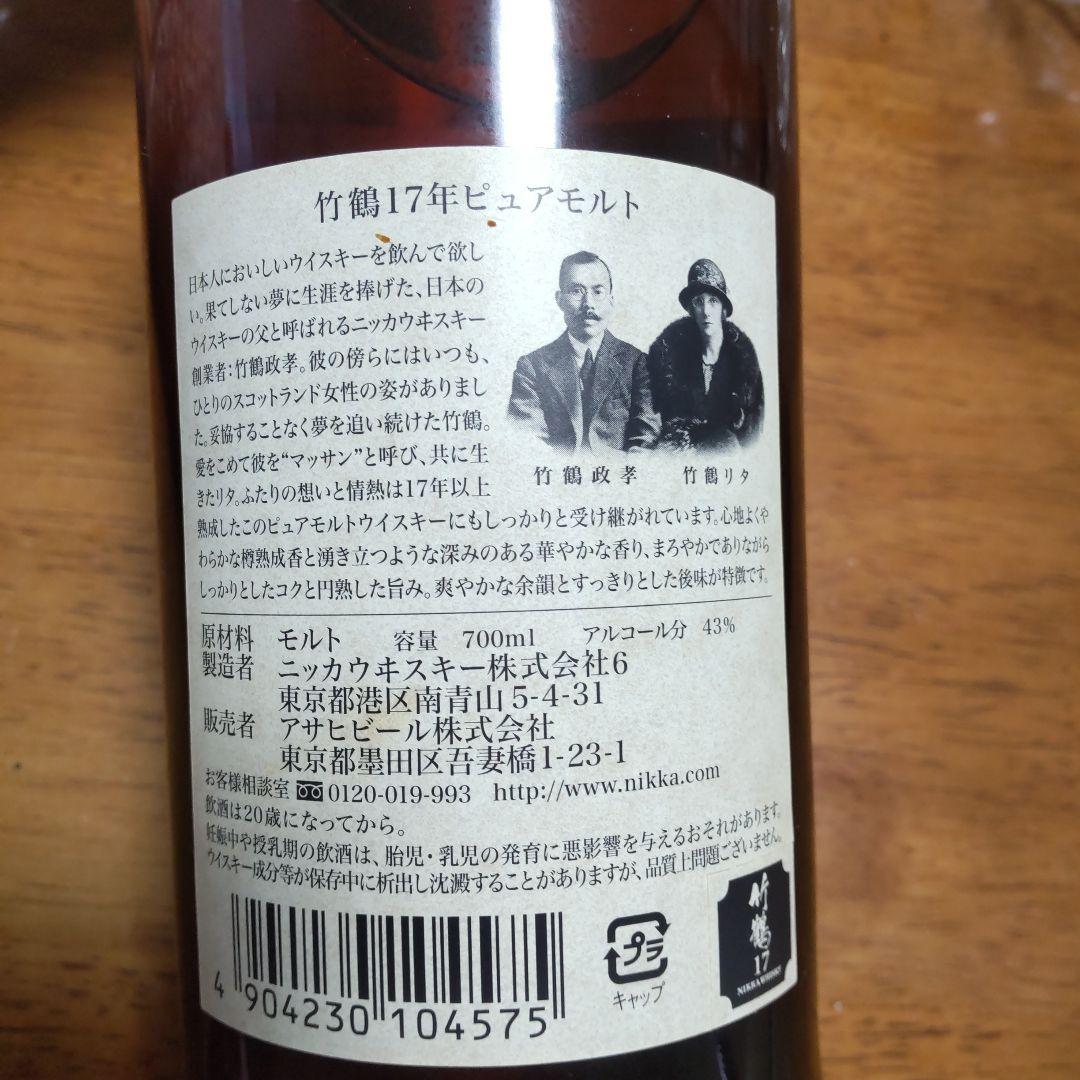 竹鶴17年ピュアモルト
日本人においしいウイスキーを飲んで欲し
い。果てしない夢に生涯を捧げた、日本の
ウイスキーの父と呼ばれるニッカウヰスキー
創業者：竹鶴政孝。彼の傍らにはいつも、
ひとりのスコットランド女性の姿がありまし
た。妥協することなく夢を追い続けた竹鶴。
愛をこめて彼を“マッサン”と呼び、共に生
きたリタ。ふたりの想いと情熱は17年以上
熟成したこのピュアモルトウイスキーにもしっかりと受け継がれています。心地よくや
わらかな樽熟成香と湧き立つような深みのある華やかな香り、まろやかでありながら
しっかりとしたコクと円熟した旨み。爽やかな余韻とすっきりとした後味が特徴です。
竹鶴政孝 竹鶴リタ
原材料 モルト 容量 700ml アルコール分 43%
製造者 ニッカウヰスキー株式会社6
東京都港区南青山5-4-31
販売者 アサヒビール株式会社
東京都墨田区吾妻橋1-23-1
お客様相談室 0120-019-993 http://www.nikka.com
飲酒は20歳になってから。
妊娠中や授乳期の飲酒は、胎児・乳児の発育に悪影響を与えるおそれがあります。
ウイスキー成分等が保存中に析出し沈澱することがありますが、品質上問題ございません。
4 904230 104575
プラ
キャップ
竹鶴
17
NIKKA WHISKY